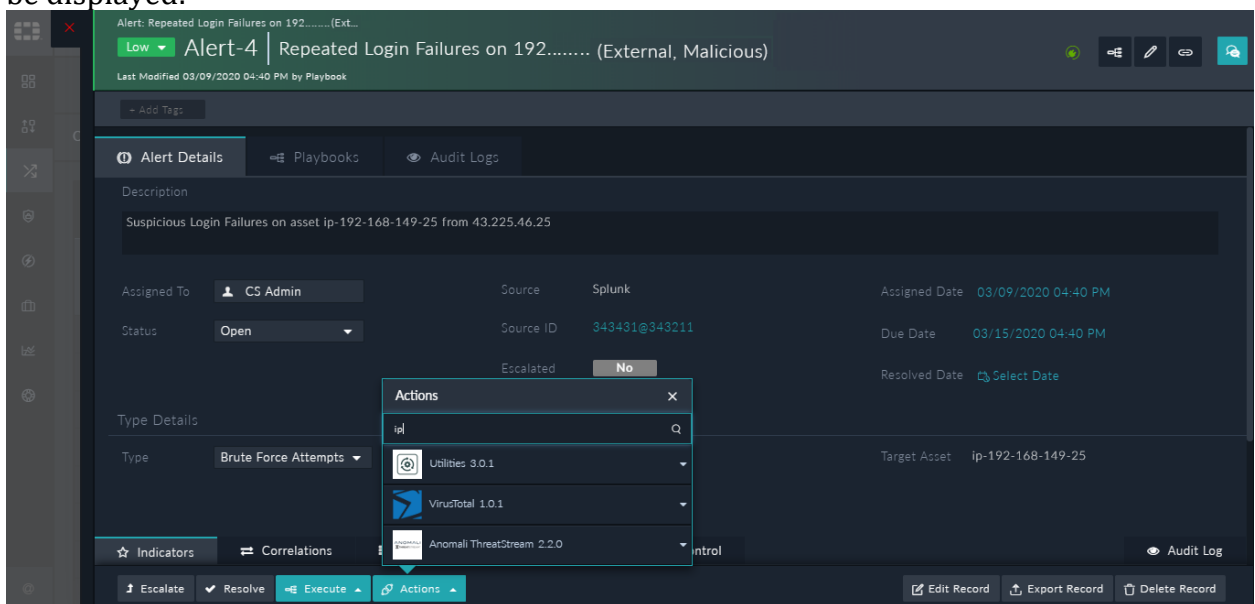 be displayed.
Alert: Repeated Login Failures on 192........(Ext...
Low Alert-4 | Repeated Login Failures on 192........ (External, Malicious)
Last Modified 03/09/2020 04:40 PM by Playbook
+ Add Tags
Alert Details Playbooks Audit Logs
Description
Suspicious Login Failures on asset ip-192-168-149-25 from 43.225.46.25
Assigned To CS Admin Source Splunk Assigned Date 03/09/2020 04:40 PM
Status Open Source ID 343431@343211 Due Date 03/15/2020 04:40 PM
Escalated No Resolved Date Select Date
Actions
ip
Type Details
Utilities 3.0.1
Type Brute Force Attempts Target Asset ip-192-168-149-25
VirusTotal 1.0.1
Anomali ThreatStream 2.2.0
Indicators Correlations ntrol Audit Log
Escalate Resolve Execute Actions Edit Record Export Record Delete Record